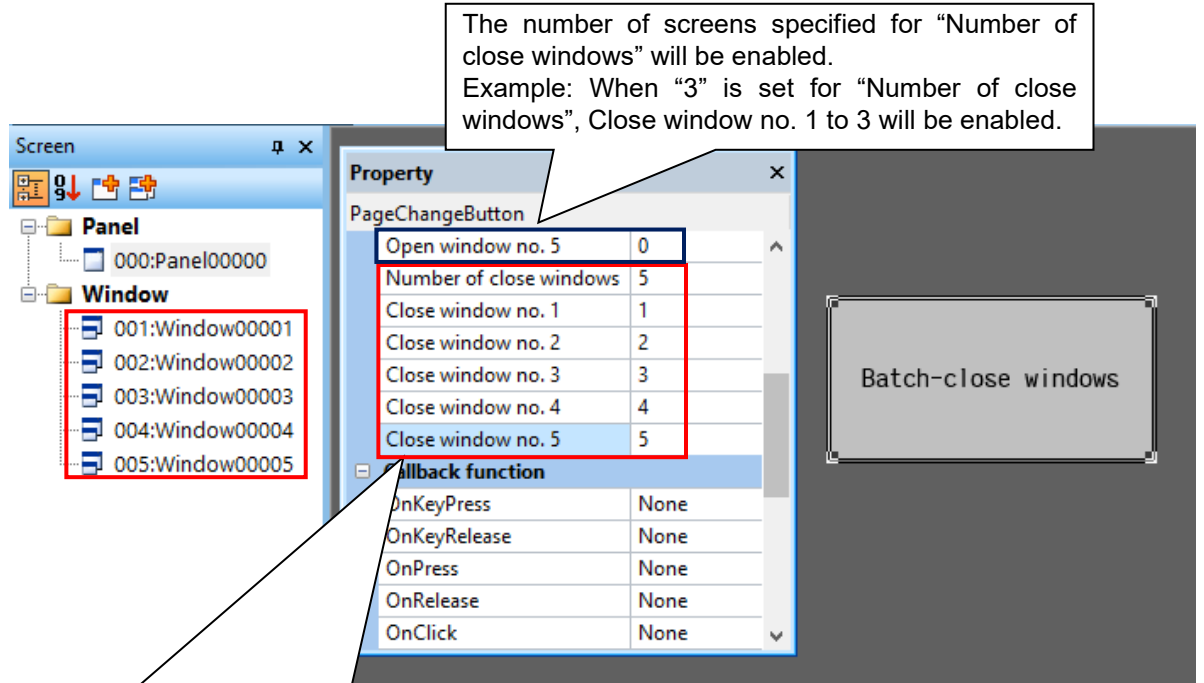 The number of screens specified for “Number of
close windows” will be enabled.
Example: When “3” is set for “Number of close
windows”, Close window no. 1 to 3 will be enabled.
Screen
Panel
000:Panel00000
Window
001:Window00001
002:Window00002
003:Window00003
004:Window00004
005:Window00005
Property
PageChangeButton
Open window no. 5 0
Number of close windows 5
Close window no. 1 1
Close window no. 2 2
Close window no. 3 3
Close window no. 4 4
Close window no. 5 5
Callback function
OnKeyPress None
OnKeyRelease None
OnPress None
OnRelease None
OnClick None
Batch-close windows